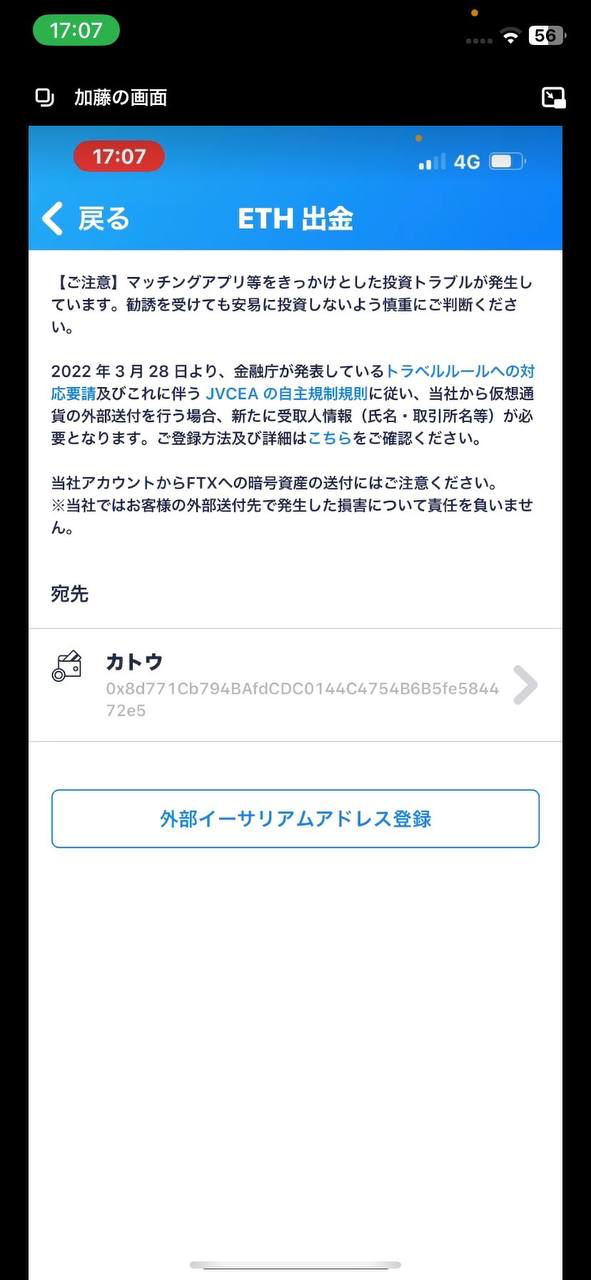 17:07
56
加藤の画面
17:07
4G
戻る
ETH 出金
【ご注意】マッチングアプリ等をきっかけとした投資トラブルが発生し
ています。勧誘を受けても安易に投資しないよう慎重にご判断くださ
い。
2022 年 3 月 28 日より、金融庁が発表しているトラベルルールへの対
応要請及びこれに伴う JVCEA の自主規制規則に従い、当社から仮想通
貨の外部送付を行う場合、新たに受取人情報（氏名・取引所名等）が必
要となります。ご登録方法及び詳細はこちらをご確認ください。
当社アカウントからFTXへの暗号資産の送付にはご注意ください。
※当社ではお客様の外部送付先で発生した損害について責任を負いませ
ん。
宛先
カトウ
0x8d771Cb794BAfdCDC0144C4754B6B5fe5844
72e5
外部イーサリアムアドレス登録